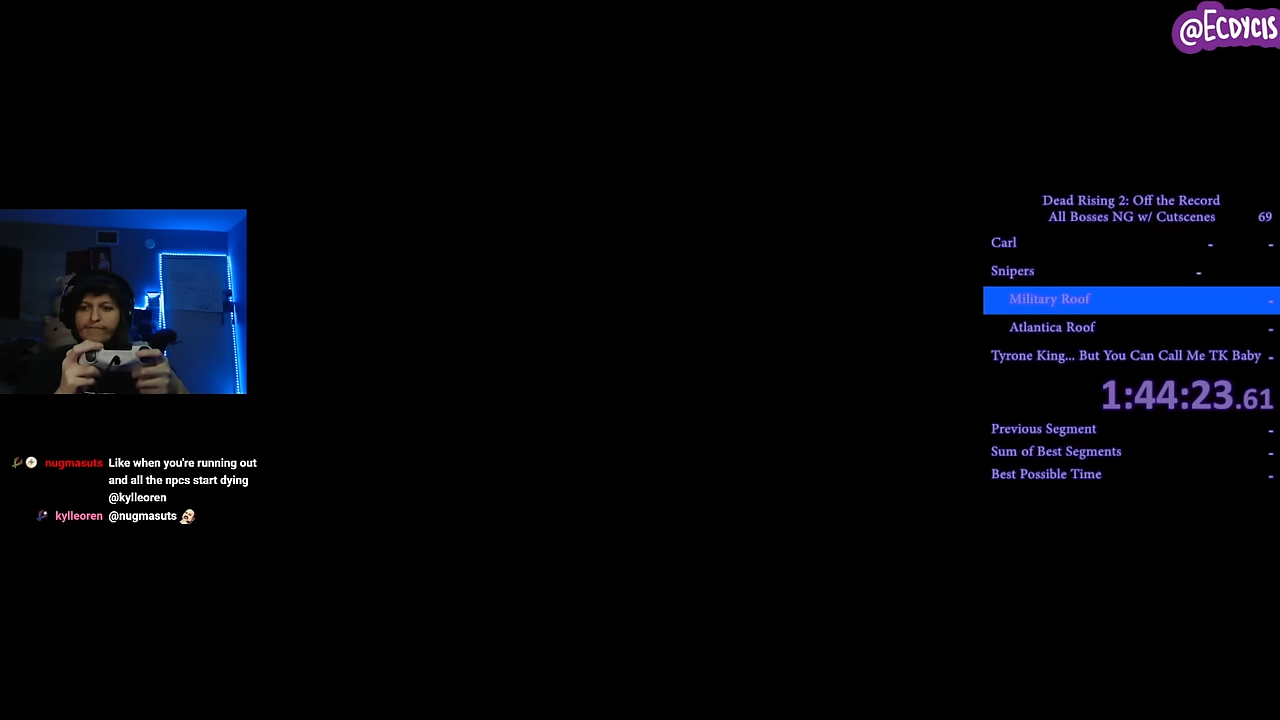 @ECDYCIS
Dead Rising 2: Off the Record
All Bosses NG w/ Cutscenes 69
Carl - -
Snipers -
Military Roof -
Atlantica Roof -
Tyrone King... But You Can Call Me TK Baby -
1:44:23.61
Previous Segment -
Sum of Best Segments -
Best Possible Time -
nugmasuts Like when you're running out
and all the npcs start dying
@kylleoren
kylleoren @nugmasuts